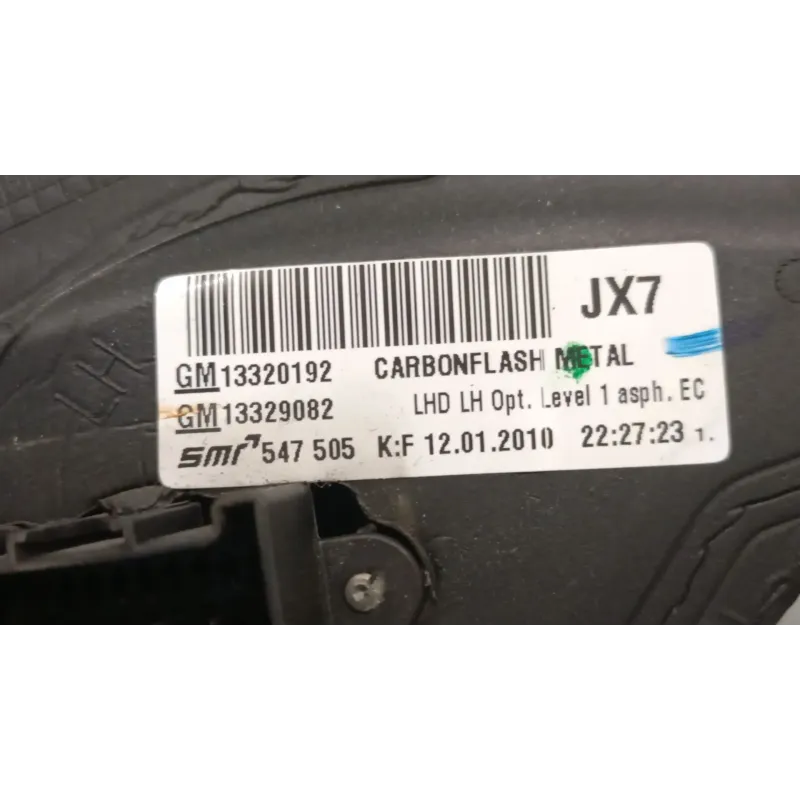 JX7
GM13320192 CARBONFLASH METAL
GM13329082 LHD LH Opt. Level 1 asph. EC
smr 547 505 K:F 12.01.2010 22:27:23 1.
LH